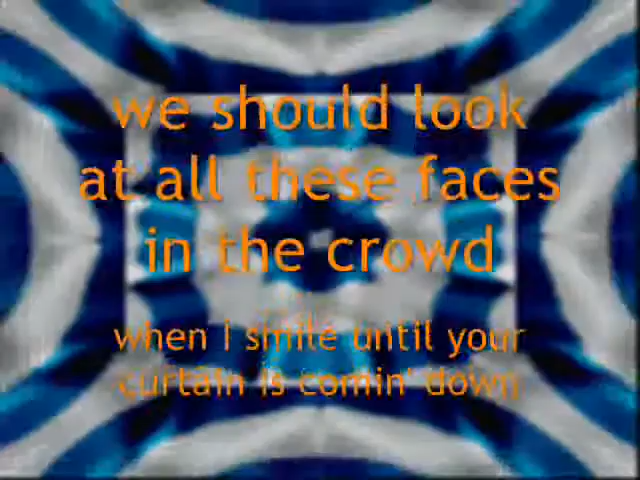 we should look
at all these faces
in the crowd
when I smile until your
curtain is comin' down